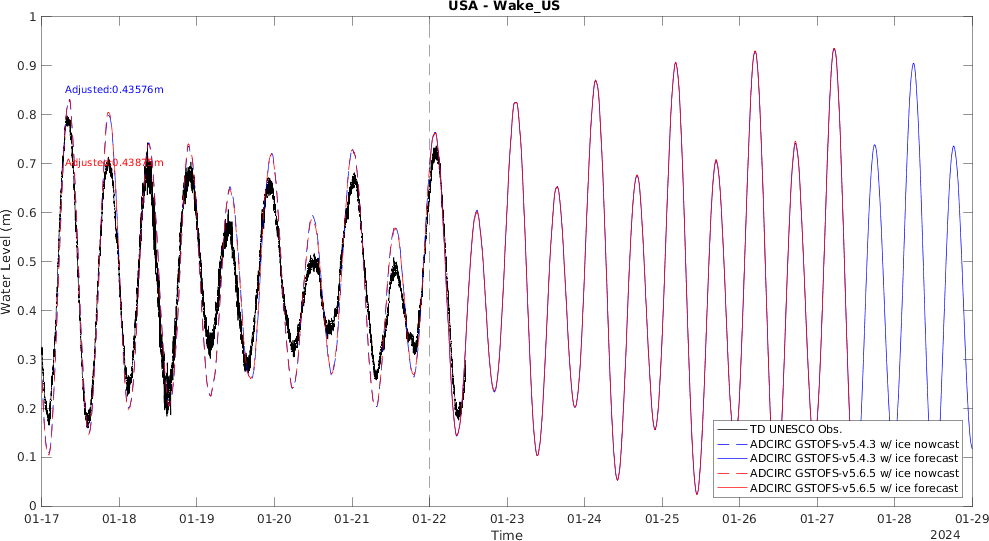 USA - Wake_US
1
0.9
0.8
0.7
0.6
0.5
0.4
0.3
0.2
0.1
0
Water Level (m)
Adjusted:0.43576m
TD UNESCO Obs.
ADCIRC GSTOFS-v5.4.3 w/ ice nowcast
ADCIRC GSTOFS-v5.4.3 w/ ice forecast
ADCIRC GSTOFS-v5.6.5 w/ ice nowcast
ADCIRC GSTOFS-v5.6.5 w/ ice forecast
01-17 01-18 01-19 01-20 01-21 01-22 01-23 01-24 01-25 01-26 01-27 01-28 01-29
Time
2024